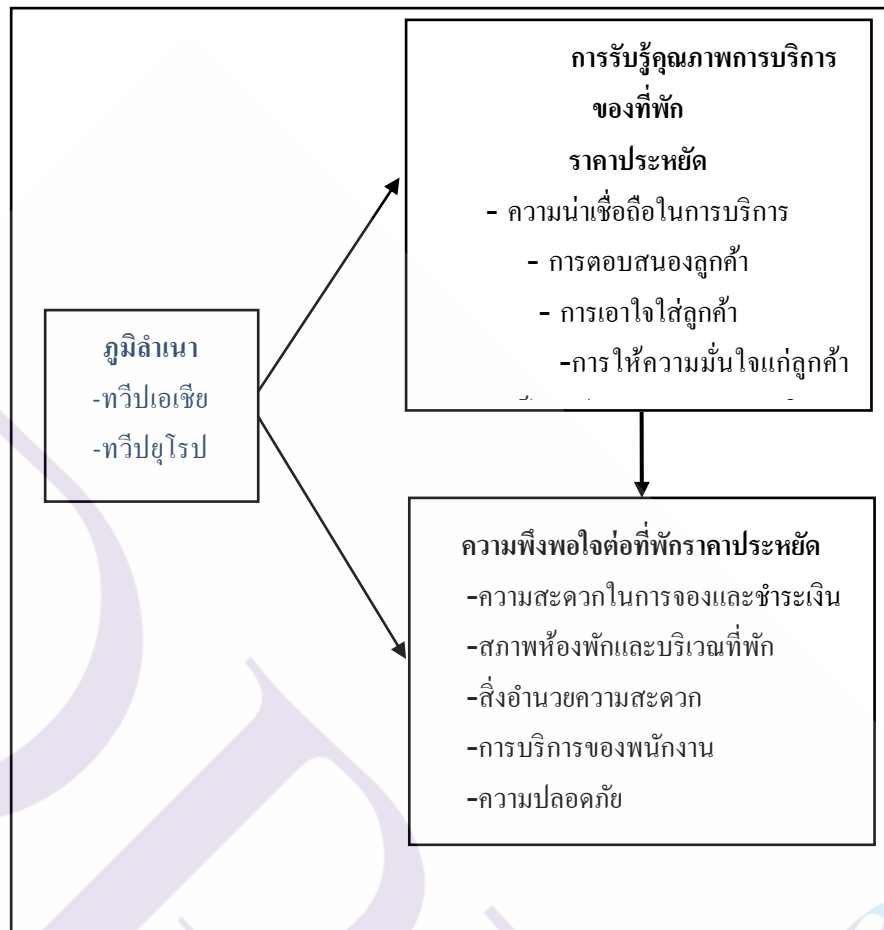 การรับรู้คุณภาพการบริการ
ของที่พัก
ราคาประหยัด
- ความน่าเชื่อถือในการบริการ
- การตอบสนองลูกค้า
- การเอาใจใส่ลูกค้า
-การให้ความมั่นใจแก่ลูกค้า
ภูมิลำเนา
-ทวีปเอเชีย
-ทวีปยุโรป
ความพึงพอใจต่อที่พักราคาประหยัด
-ความสะดวกในการจองและชำระเงิน
-สภาพห้องพักและบริเวณที่พัก
-สิ่งอำนวยความสะดวก
-การบริการของพนักงาน
-ความปลอดภัย